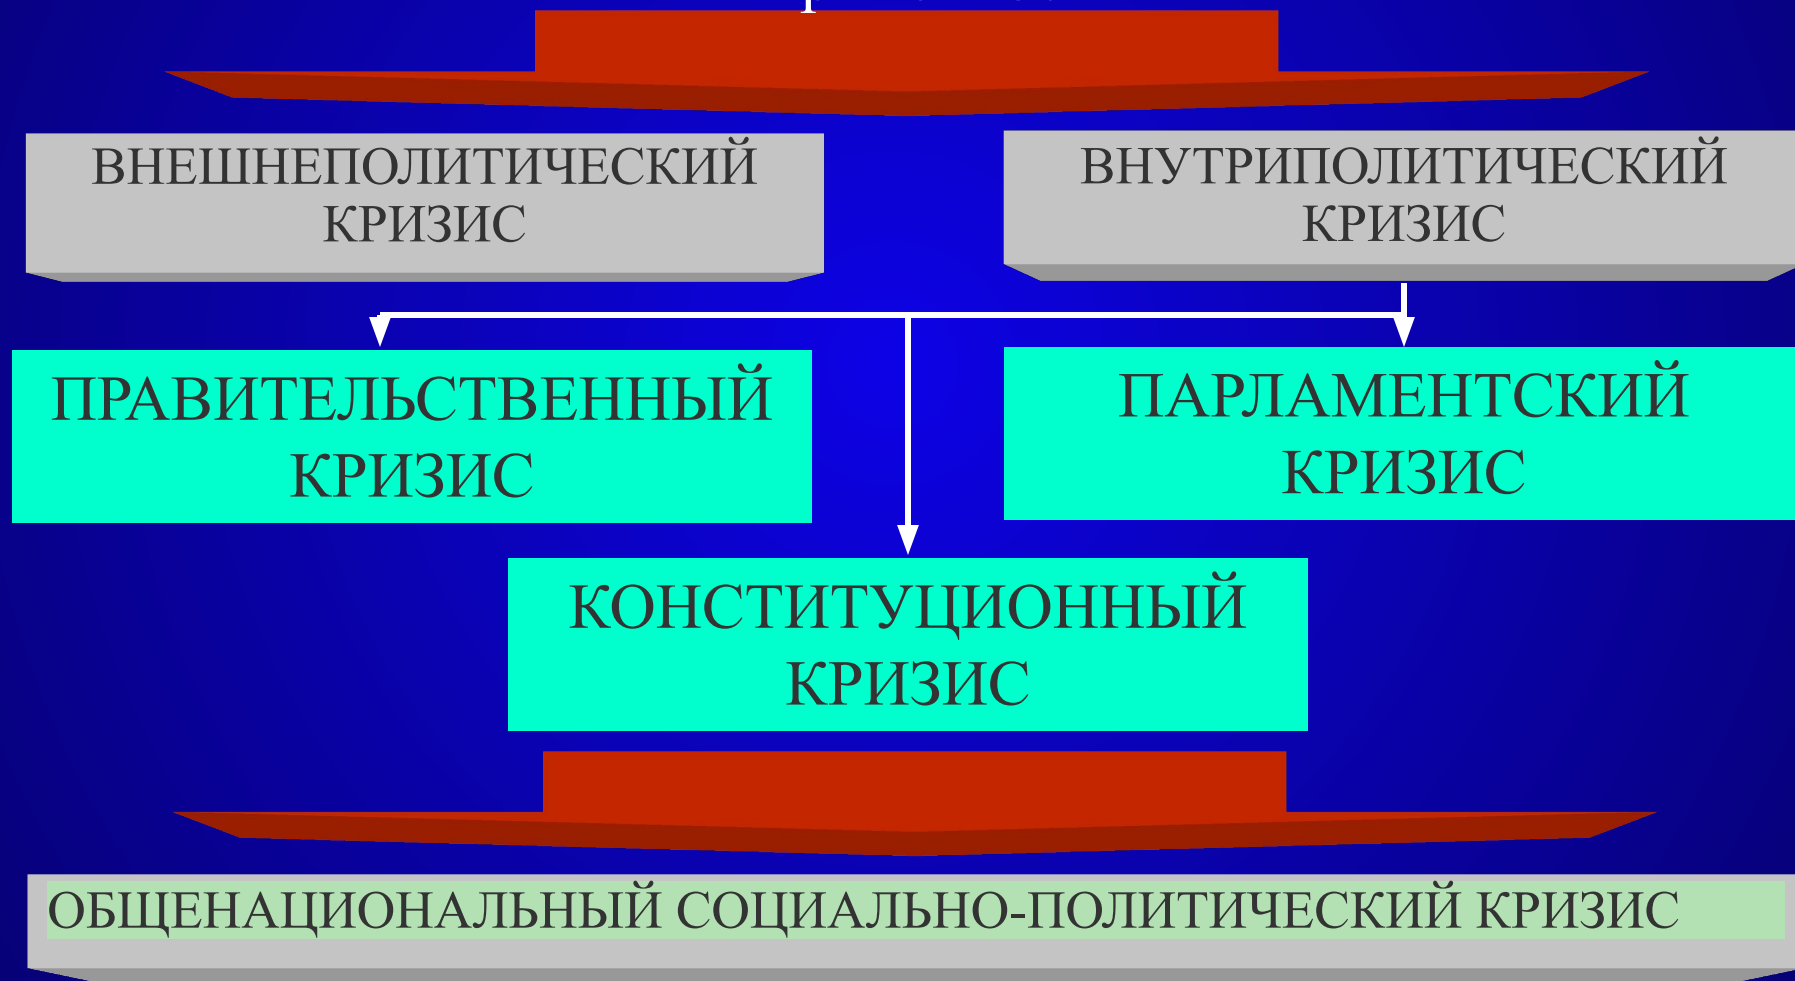 ВНЕШНЕПОЛИТИЧЕСКИЙ
КРИЗИС
ВНУТРИПОЛИТИЧЕСКИЙ
КРИЗИС
ПРАВИТЕЛЬСТВЕННЫЙ
КРИЗИС
ПАРЛАМЕНТСКИЙ
КРИЗИС
КОНСТИТУЦИОННЫЙ
КРИЗИС
ОБЩЕНАЦИОНАЛЬНЫЙ СОЦИАЛЬНО-ПОЛИТИЧЕСКИЙ КРИЗИС